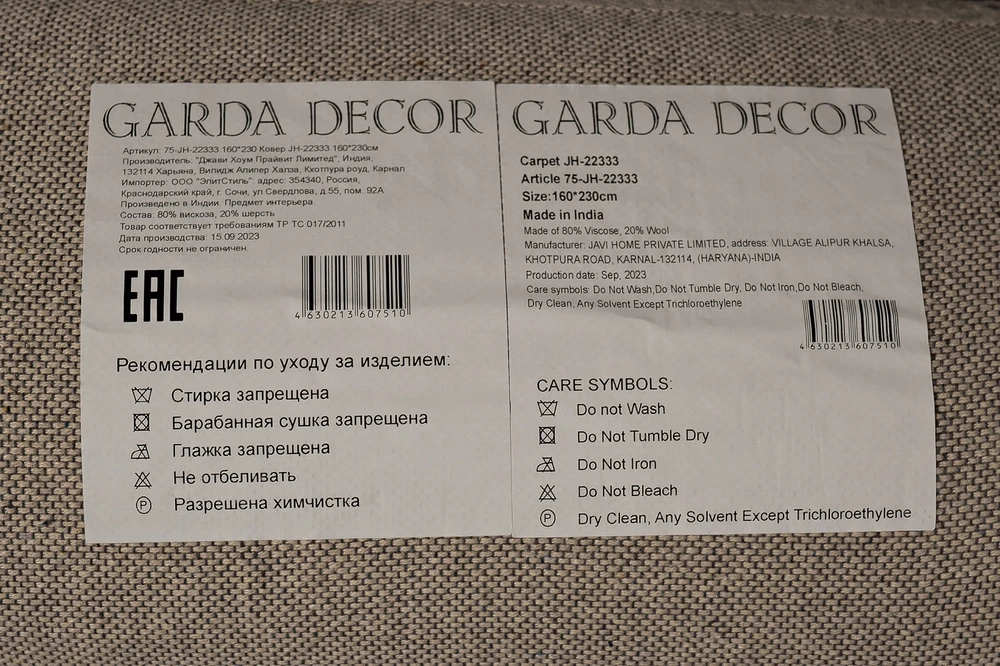 GARDA DECOR
Артикул: 75-JH-22333 160*230 Ковер JH-22333 160*230см
Производитель: "Джави Хоум Прайвит Лимитед", Индия,
132114 Харьяна, Вилидж Алипер Халза, Кхотпура роуд, Карнал
Импортер: ООО "ЭлитСтиль". адрес: 354340, Россия,
Краснодарский край, г. Сочи, ул.Свердлова, д.55, пом. 92А
Произведено в Индии. Предмет интерьера.
Состав: 80% вискоза, 20% шерсть
Товар соответствует требованиям ТР ТС 017/2011
Дата производства: 15.09.2023
Срок годности не ограничен.
EAC
4 630213 607510
Рекомендации по уходу за изделием:
Стирка запрещена
Барабанная сушка запрещена
Глажка запрещена
Не отбеливать
P Разрешена химчистка
GARDA DECOR
Carpet JH-22333
Article 75-JH-22333
Size:160*230cm
Made in India
Made of 80% Viscose, 20% Wool
Manufacturer: JAVI HOME PRIVATE LIMITED, address: VILLAGE ALIPUR KHALSA,
KHOTPURA ROAD, KARNAL-132114, (HARYANA)-INDIA
Production date: Sep, 2023
Care symbols: Do Not Wash,Do Not Tumble Dry, Do Not Iron,Do Not Bleach,
Dry Clean, Any Solvent Except Trichloroethylene
4 630213 607510
CARE SYMBOLS:
Do not Wash
Do Not Tumble Dry
Do Not Iron
Do Not Bleach
P Dry Clean, Any Solvent Except Trichloroethylene